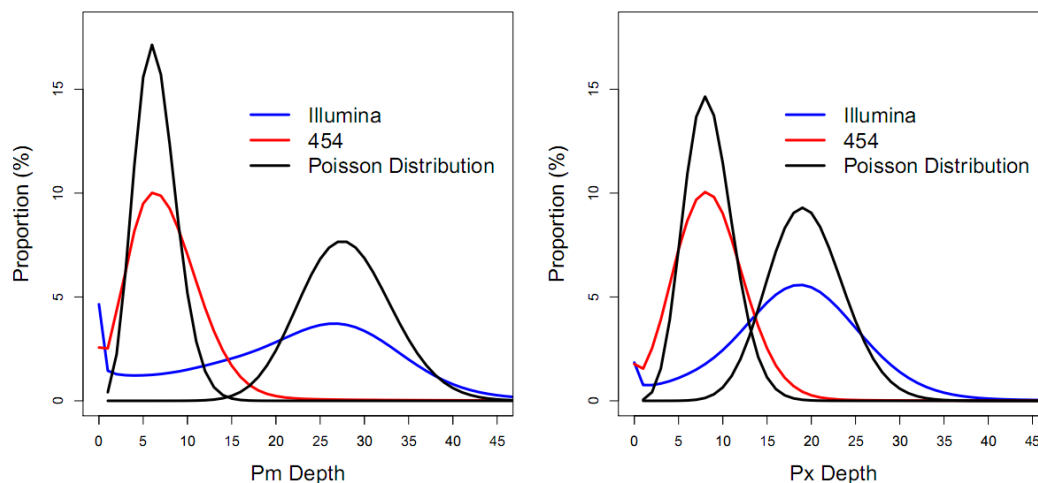 Proportion (%)
15
10
5
0
Illumina
454
Poisson Distribution
0 5 10 15 20 25 30 35 40 45
Pm Depth
Proportion (%)
15
10
5
0
Illumina
454
Poisson Distribution
0 5 10 15 20 25 30 35 40 45
Px Depth